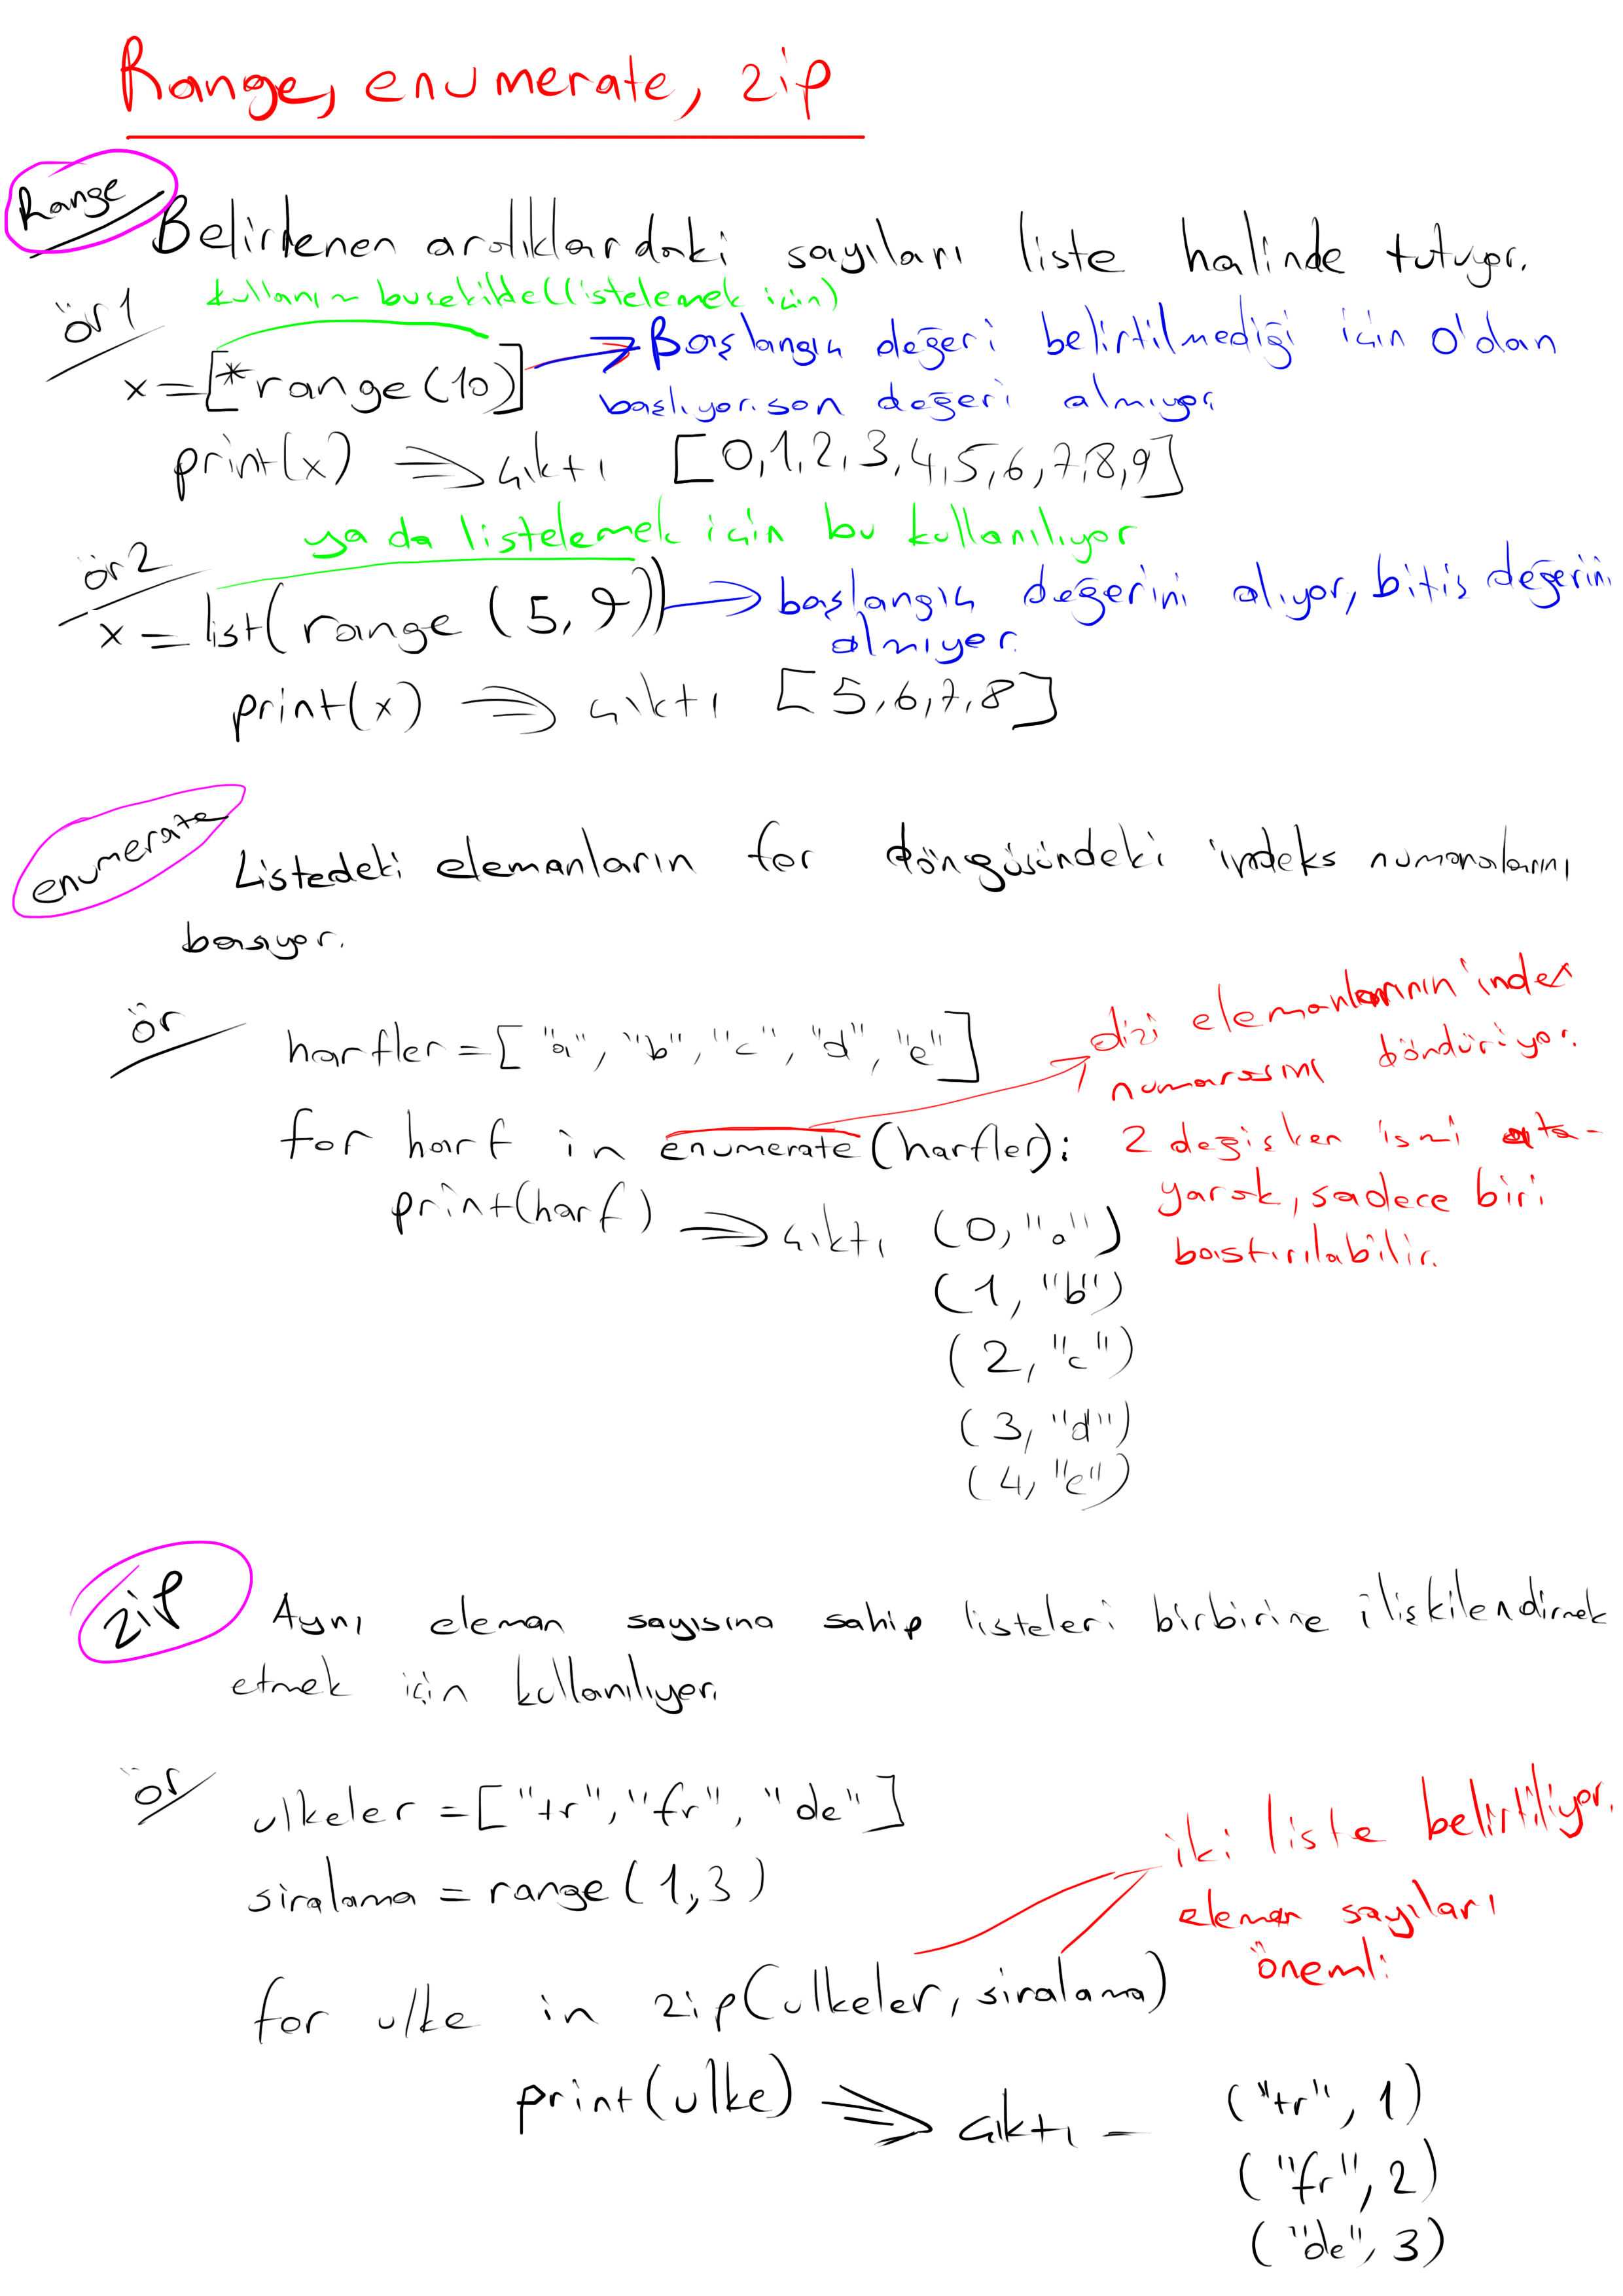 Range, enumerate, zip
Range
Belirlenen aralıklardaki sayıları liste halinde tutuyor.
ör1
kullanım bu şekilde (listelemek için)
x=[*range(10)]
Başlangıç değeri belirtilmediği için 0'dan
başlıyor. son değeri almıyor.
print(x) => çıktı [0,1,2,3,4,5,6,7,8,9]
ya da listelemek için bu kullanılıyor
ör2
x = list(range (5,9))
başlangıç değerini alıyor, bitiş değerini
almıyor.
print(x) => çıktı [5,6,7,8]
enumerate
Listedeki elemanların for döngüsündeki indeks numaralarını
basıyor.
ör
harfler = ["a", "b", "c", "d", "e"]
dizi elemanlarının index
numarasını döndürüyor.
for harf in enumerate(harfler):
2 değişken ismi ata-
yarak, sadece biri
bastırılabilir.
print(harf) => çıktı (0, "a")
(1, "b")
(2, "c")
(3, "d")
(4, "e")
zip
Aynı eleman sayısına sahip listeleri birbirine ilişkilendirmek
etmek için kullanılıyor.
ör
ulkeler = ["tr", "fr", "de"]
siralama = range(1,3)
iki liste belirtiliyor.
eleman sayıları
önemli
for ulke in zip(ulkeler, siralama)
print(ulke) => çıktı - ("tr", 1)
("fr", 2)
("de", 3)